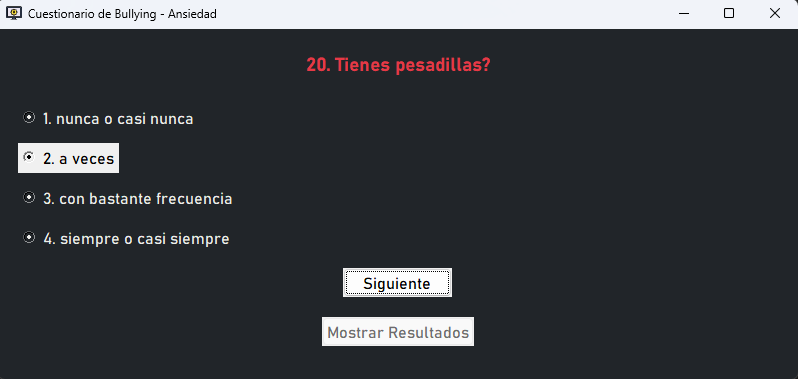 Cuestionario de Bullying - Ansiedad
20. Tienes pesadillas?
1. nunca o casi nunca
2. a veces
3. con bastante frecuencia
4. siempre o casi siempre
Siguiente
Mostrar Resultados